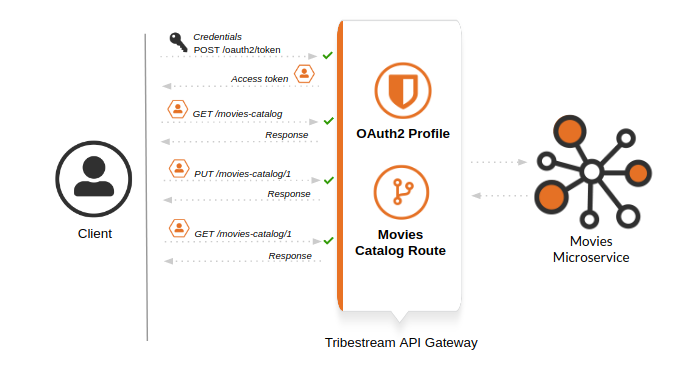 Credentials
POST /oauth2/token
Access token
GET /movies-catalog
Response
PUT /movies-catalog/1
Response
GET /movies-catalog/1
Response
Client
OAuth2 Profile
Movies
Catalog Route
Tribestream API Gateway
Movies
Microservice